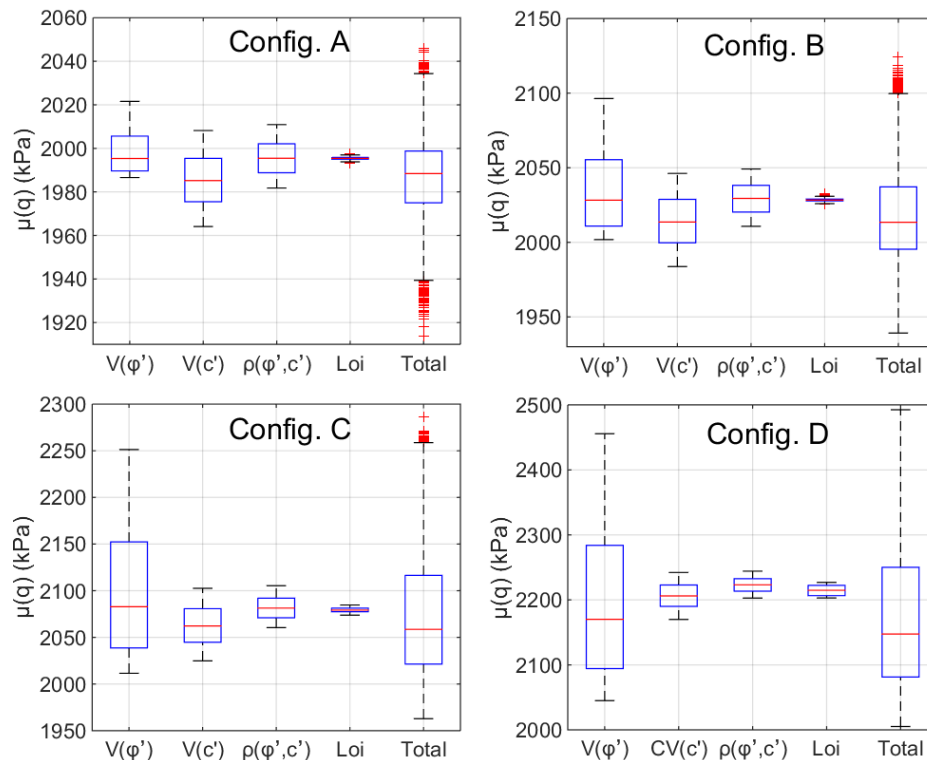 Config. A
μ(q) (kPa)
2060
2040
2020
2000
1980
1960
1940
1920
V(φ’) V(c') ρ(φ’,c’) Loi Total
Config. B
μ(q) (kPa)
2150
2100
2050
2000
1950
V(φ’) V(c') ρ(φ’,c’) Loi Total
Config. C
μ(q) (kPa)
2300
2250
2200
2150
2100
2050
2000
1950
V(φ’) V(c') ρ(φ’,c’) Loi Total
Config. D
μ(q) (kPa)
2500
2400
2300
2200
2100
2000
V(φ’) CV(c') ρ(φ’,c’) Loi Total